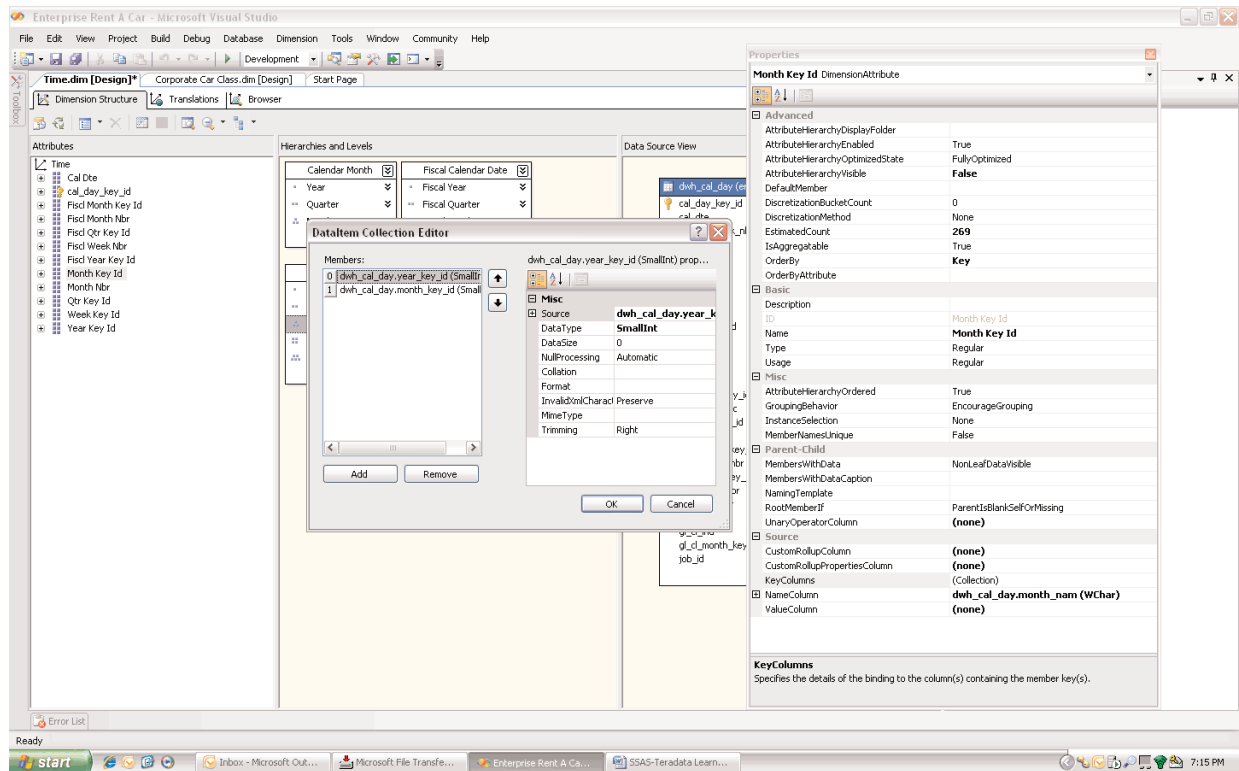 Enterprise Rent A Car - Microsoft Visual Studio
File Edit View Project Build Debug Database Dimension Tools Window Community Help
Development
Time.dim [Design]* Corporate Car Class.dim [Design] Start Page
Toolbox
Dimension Structure Translations Browser
Attributes
Time
Cal Dte
cal_day_key_id
Fiscl Month Key Id
Fiscl Month Nbr
Fiscl Qtr Key Id
Fiscl Week Nbr
Fiscl Year Key Id
Month Key Id
Month Nbr
Qtr Key Id
Week Key Id
Year Key Id
Hierarchies and Levels
Calendar Month
Year
Quarter
Fiscal Calendar Date
Fiscal Year
Fiscal Quarter
Data Source View
dwh_cal_day (en
cal_day_key_id
cal_dte
gl_cl_ind
gl_cl_month_key
job_id
DataItem Collection Editor
Members:
0 dwh_cal_day.year_key_id (SmallIr
1 dwh_cal_day.month_key_id (Small
Add Remove
dwh_cal_day.year_key_id (SmallInt) prop...
Misc
Source dwh_cal_day.year_k
DataType SmallInt
DataSize 0
NullProcessing Automatic
Collation
Format
InvalidXmlCharact Preserve
MimeType
Trimming Right
OK Cancel
Properties
Month Key Id DimensionAttribute
Advanced
AttributeHierarchyDisplayFolder
AttributeHierarchyEnabled True
AttributeHierarchyOptimizedState FullyOptimized
AttributeHierarchyVisible False
DefaultMember
DiscretizationBucketCount 0
DiscretizationMethod None
EstimatedCount 269
IsAggregatable True
OrderBy Key
OrderByAttribute
Basic
Description
ID Month Key Id
Name Month Key Id
Type Regular
Usage Regular
Misc
AttributeHierarchyOrdered True
GroupingBehavior EncourageGrouping
InstanceSelection None
MemberNamesUnique False
Parent-Child
MembersWithData NonLeafDataVisible
MembersWithDataCaption
NamingTemplate
RootMemberIf ParentIsBlankSelfOrMissing
UnaryOperatorColumn (none)
Source
CustomRollupColumn (none)
CustomRollupPropertiesColumn (none)
KeyColumns (Collection)
NameColumn dwh_cal_day.month_nam (WChar)
ValueColumn (none)
KeyColumns
Specifies the details of the binding to the column(s) containing the member key(s).
Error List
Ready
start Inbox - Microsoft Out... Microsoft File Transfe... Enterprise Rent A Ca... SSAS-Teradata Learn... 7:15 PM